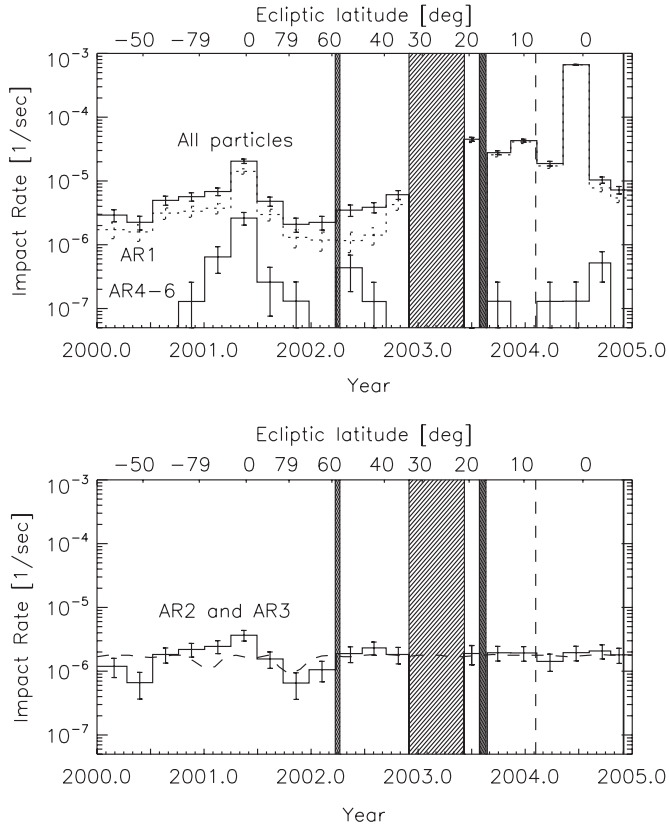 Ecliptic latitude [deg]
−50 −79 0 79 60 40 30 20 10 0
10⁻³
10⁻⁴
10⁻⁵
10⁻⁶
10⁻⁷
Impact Rate [1/sec]
All particles
AR1
AR4−6
2000.0 2001.0 2002.0 2003.0 2004.0 2005.0
Year
Ecliptic latitude [deg]
−50 −79 0 79 60 40 30 20 10 0
10⁻³
10⁻⁴
10⁻⁵
10⁻⁶
10⁻⁷
Impact Rate [1/sec]
AR2 and AR3
2000.0 2001.0 2002.0 2003.0 2004.0 2005.0
Year